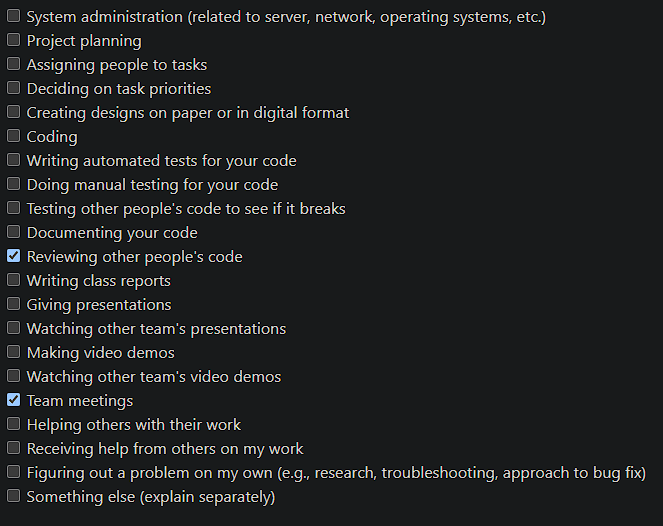 System administration (related to server, network, operating systems, etc.)
Project planning
Assigning people to tasks
Deciding on task priorities
Creating designs on paper or in digital format
Coding
Writing automated tests for your code
Doing manual testing for your code
Testing other people's code to see if it breaks
Documenting your code
Reviewing other people's code
Writing class reports
Giving presentations
Watching other team's presentations
Making video demos
Watching other team's video demos
Team meetings
Helping others with their work
Receiving help from others on my work
Figuring out a problem on my own (e.g., research, troubleshooting, approach to bug fix)
Something else (explain separately)